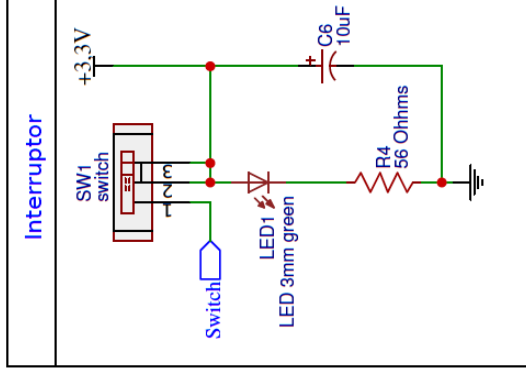 Interruptor
+3.3V
SW1
switch
3
2
1
Switch
C6
10uF
+
LED1
LED 3mm green
R4
56 Ohhms